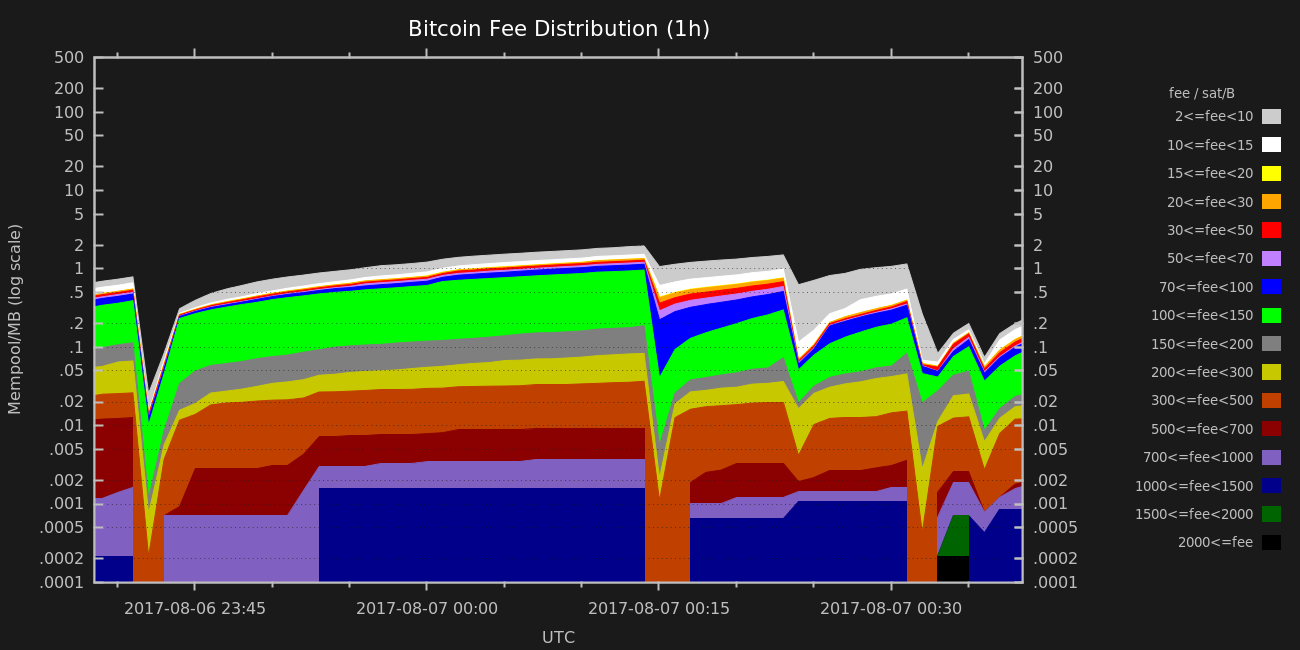 Bitcoin Fee Distribution (1h)
Mempool/MB (log scale)
500
200
100
50
20
10
5
2
1
.5
.2
.1
.05
.02
.01
.005
.002
.001
.0005
.0002
.0001
500
200
100
50
20
10
5
2
1
.5
.2
.1
.05
.02
.01
.005
.002
.001
.0005
.0002
.0001
2017-08-06 23:45
2017-08-07 00:00
2017-08-07 00:15
2017-08-07 00:30
UTC
fee / sat/B
2<=fee<10
10<=fee<15
15<=fee<20
20<=fee<30
30<=fee<50
50<=fee<70
70<=fee<100
100<=fee<150
150<=fee<200
200<=fee<300
300<=fee<500
500<=fee<700
700<=fee<1000
1000<=fee<1500
1500<=fee<2000
2000<=fee